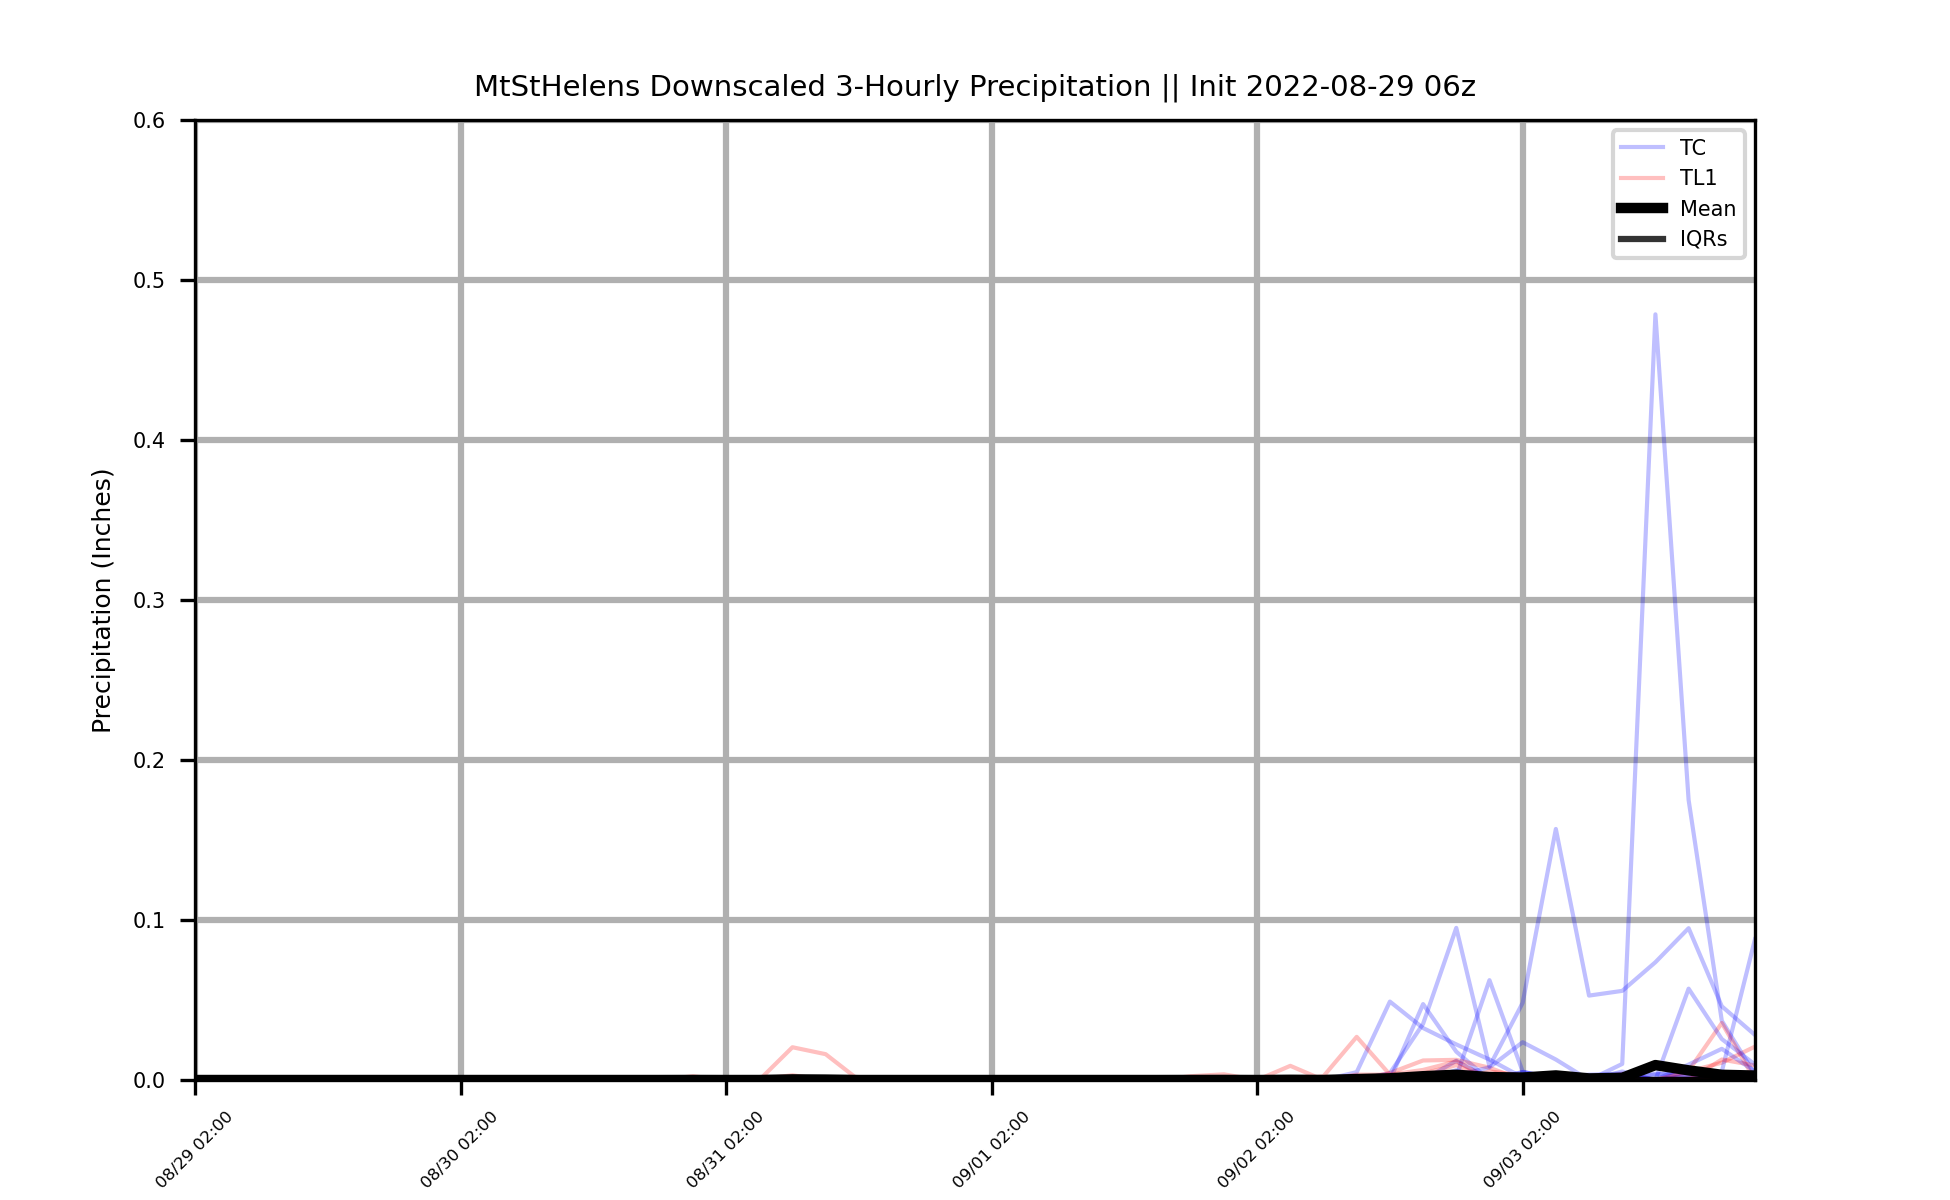 MtStHelens Downscaled 3-Hourly Precipitation || Init 2022-08-29 06z
TC
TL1
Mean
IQRs
Precipitation (Inches)
0.6
0.5
0.4
0.3
0.2
0.1
0.0
08/29 02:00
08/30 02:00
08/31 02:00
09/01 02:00
09/02 02:00
09/03 02:00